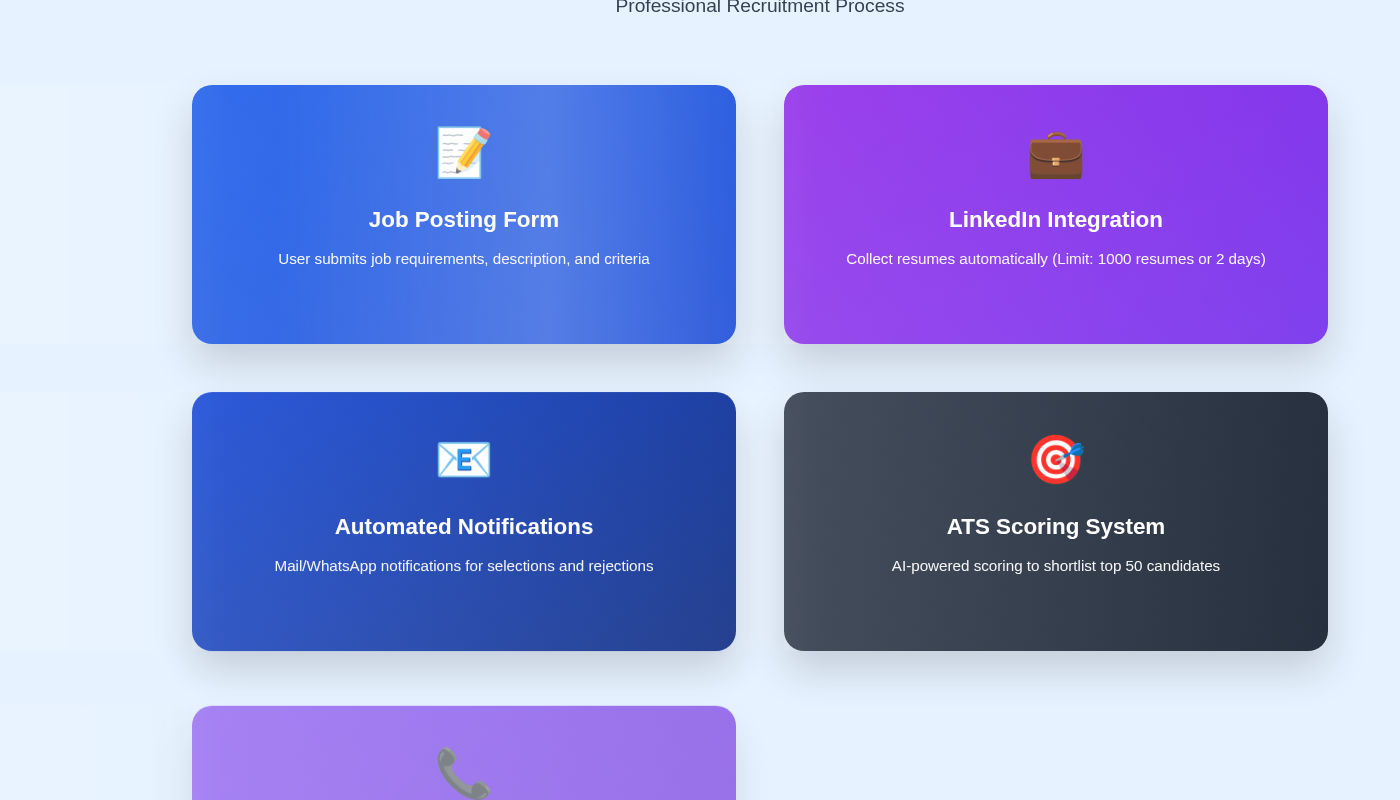 Professional Recruitment Process
Job Posting Form
User submits job requirements, description, and criteria
LinkedIn Integration
Collect resumes automatically (Limit: 1000 resumes or 2 days)
Automated Notifications
Mail/WhatsApp notifications for selections and rejections
ATS Scoring System
AI-powered scoring to shortlist top 50 candidates